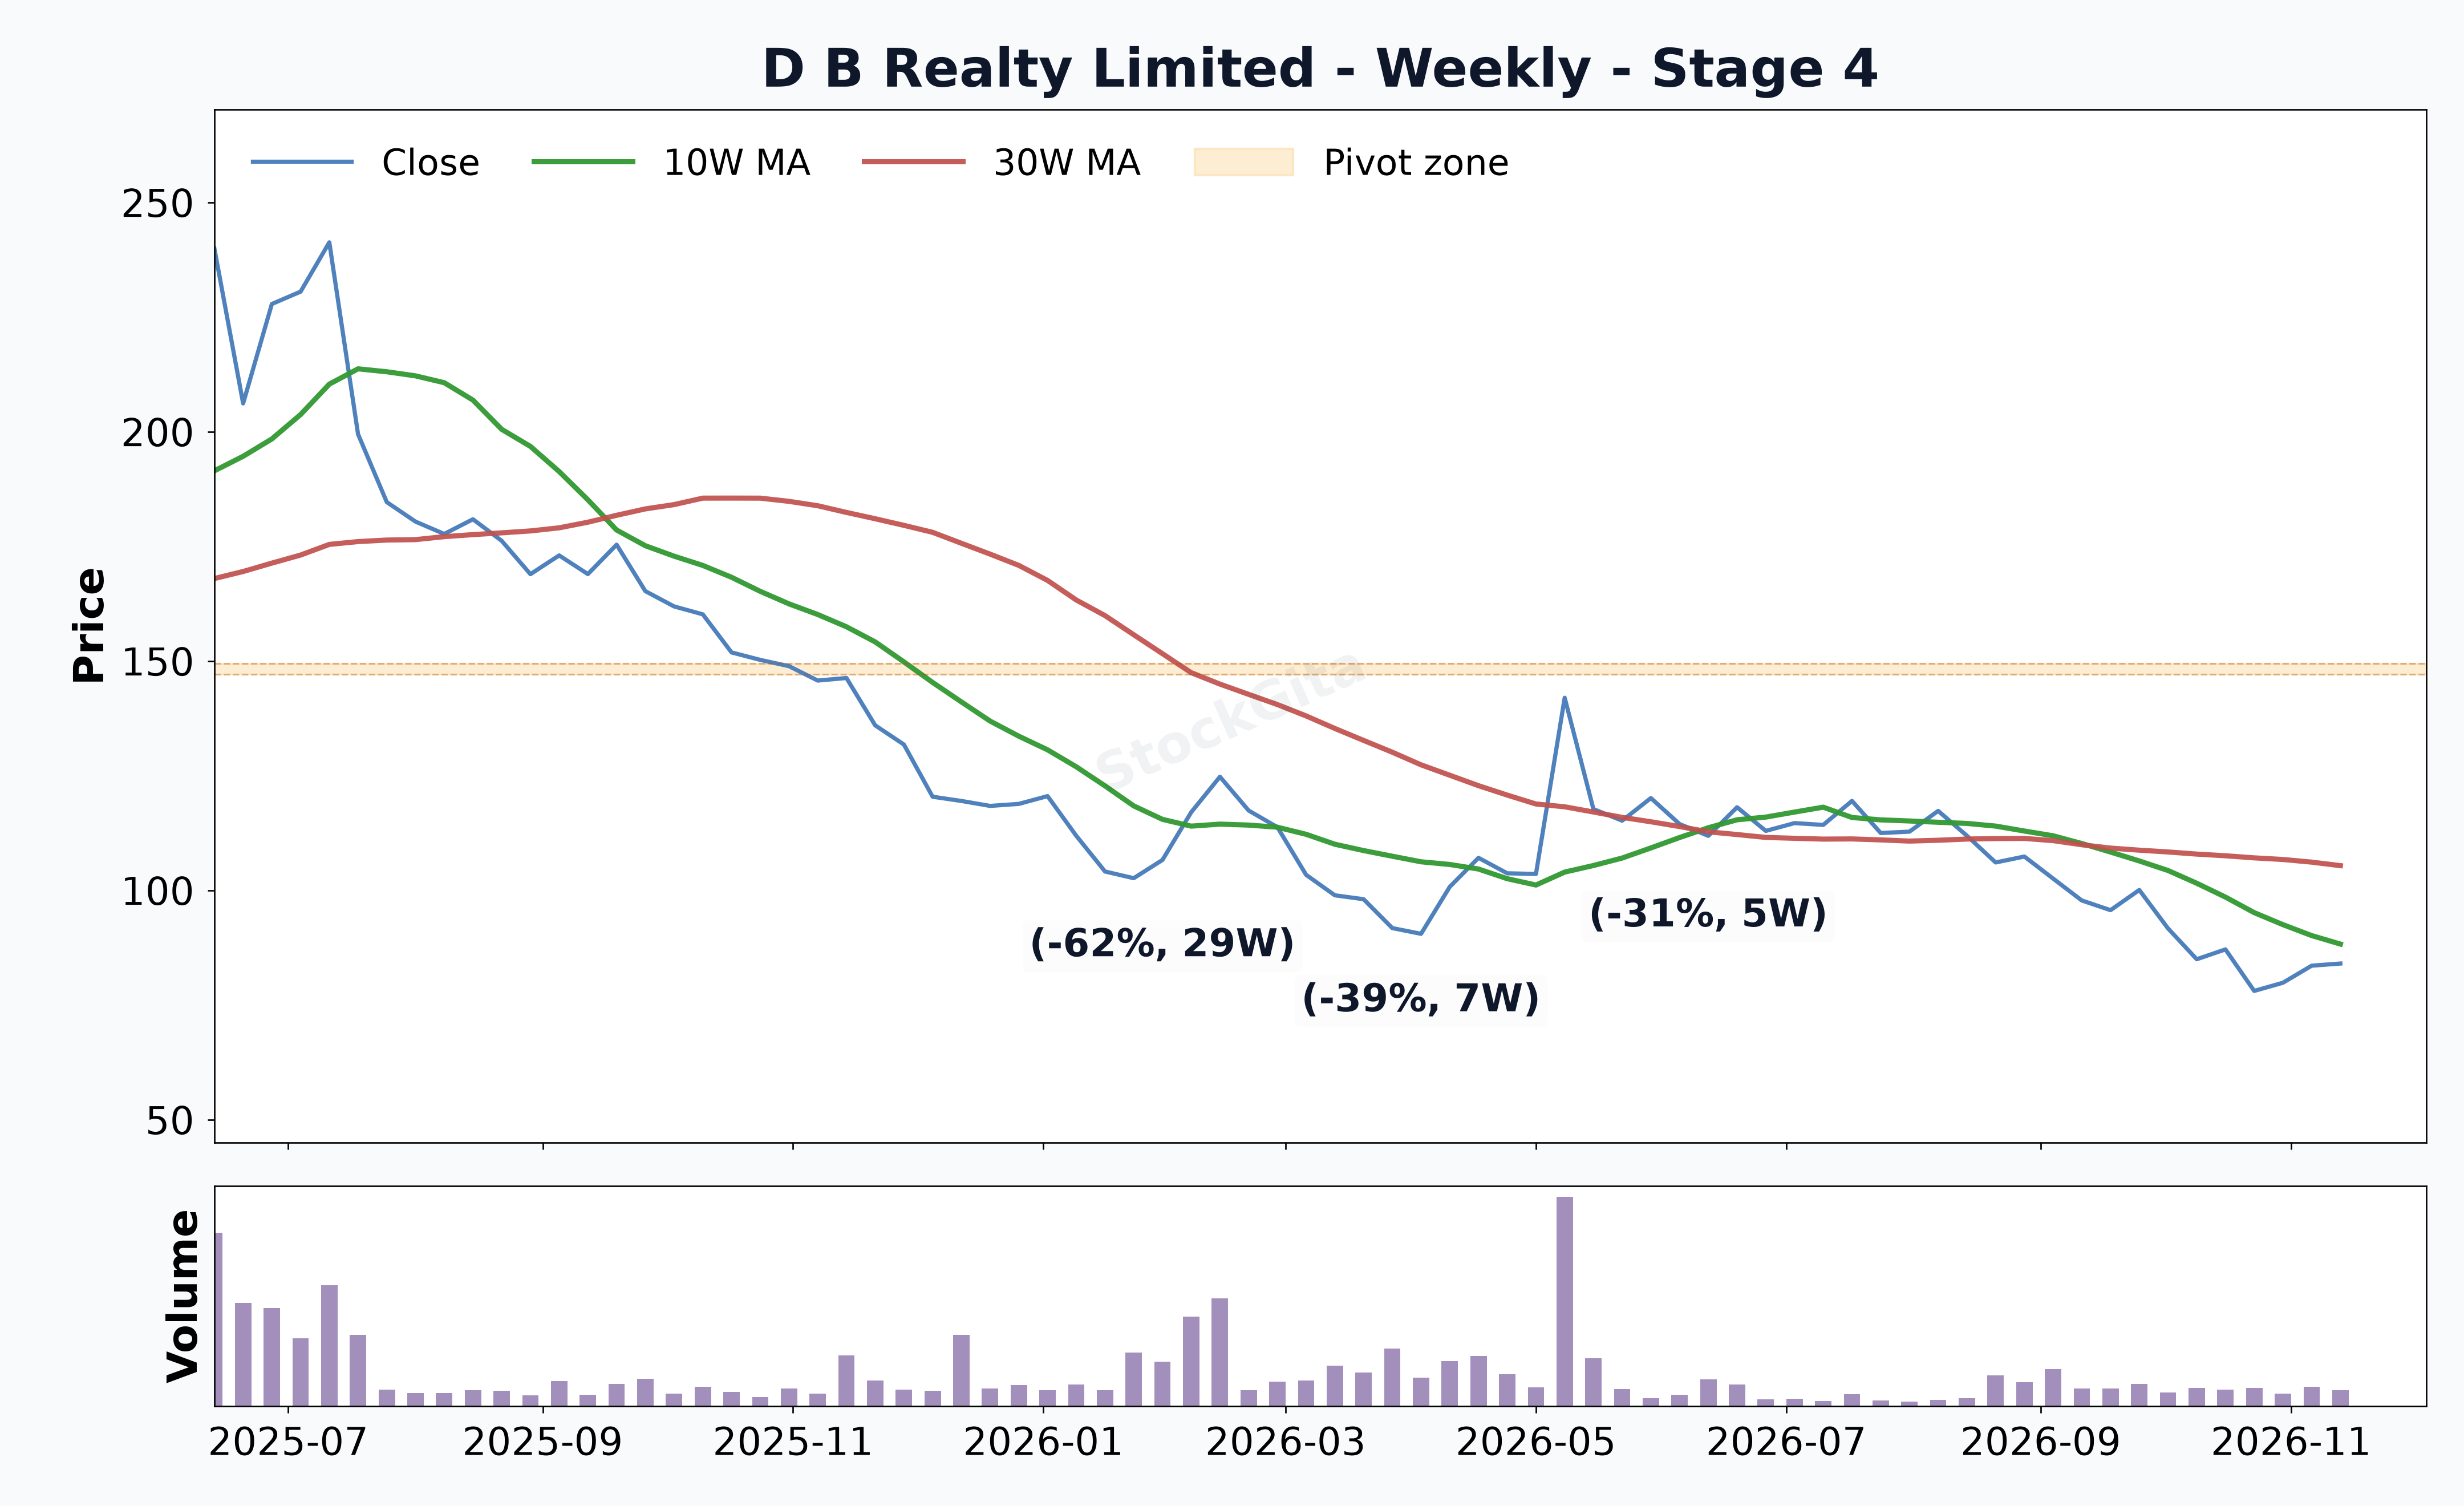 D B Realty Limited - Weekly - Stage 4
Close
10W MA
30W MA
Pivot zone
250
200
150
100
50
Price
StockGita
(-62%, 29W)
(-39%, 7W)
(-31%, 5W)
Volume
2025-07
2025-09
2025-11
2026-01
2026-03
2026-05
2026-07
2026-09
2026-11